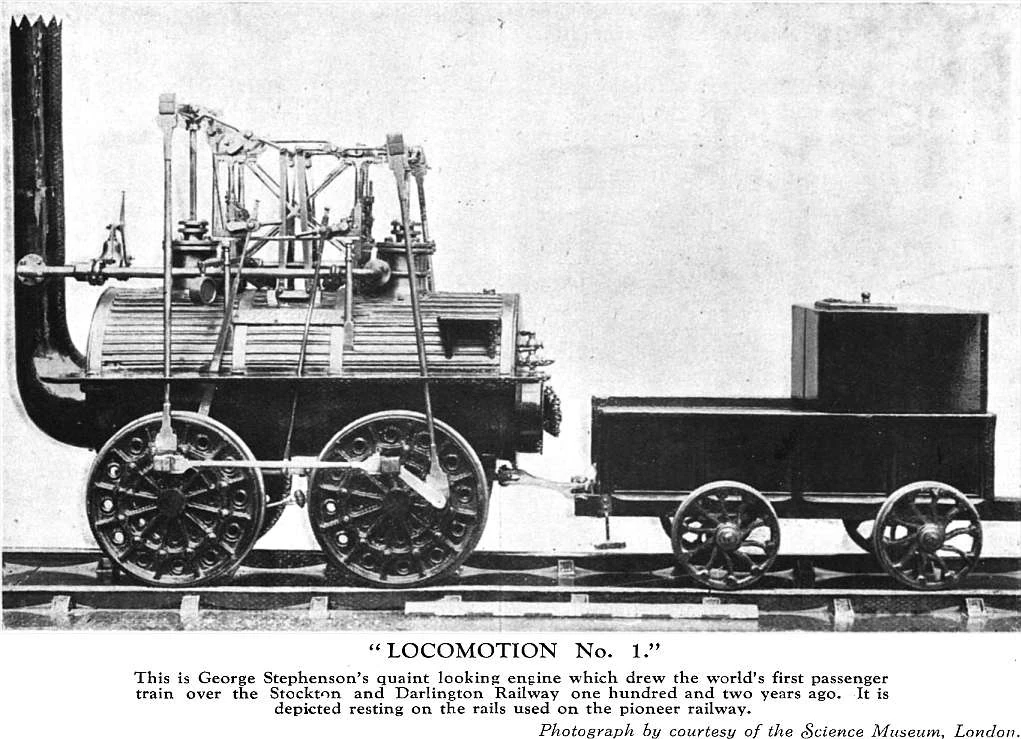 “LOCOMOTION No. 1.”
This is George Stephenson's quaint looking engine which drew the world's first passenger
train over the Stockton and Darlington Railway one hundred and two years ago. It is
depicted resting on the rails used on the pioneer railway.
Photograph by courtesy of the Science Museum, London.